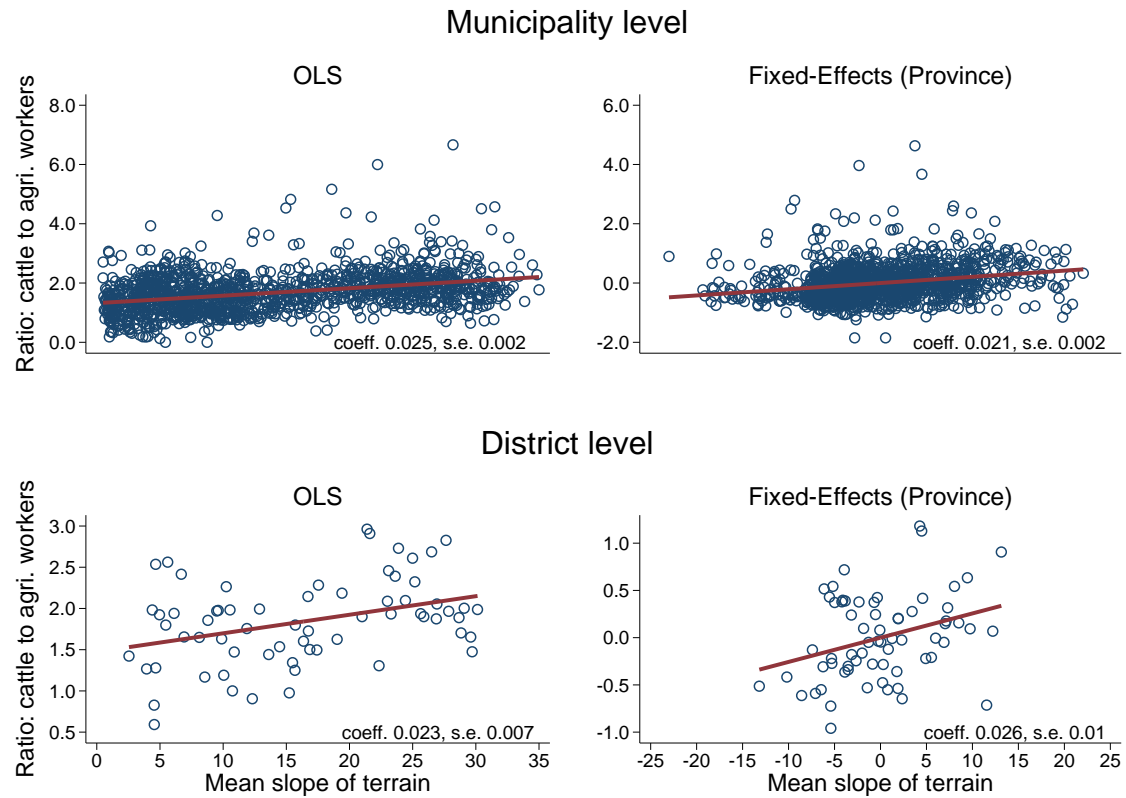 Municipality level
OLS
Fixed-Effects (Province)
Ratio: cattle to agri. workers
8.0
6.0
4.0
2.0
0.0
coeff. 0.025, s.e. 0.002
6.0
4.0
2.0
0.0
-2.0
coeff. 0.021, s.e. 0.002
District level
OLS
Fixed-Effects (Province)
Ratio: cattle to agri. workers
3.0
2.5
2.0
1.5
1.0
0.5
coeff. 0.023, s.e. 0.007
0 5 10 15 20 25 30 35
Mean slope of terrain
1.0
0.5
0.0
-0.5
-1.0
coeff. 0.026, s.e. 0.01
-25 -20 -15 -10 -5 0 5 10 15 20 25
Mean slope of terrain